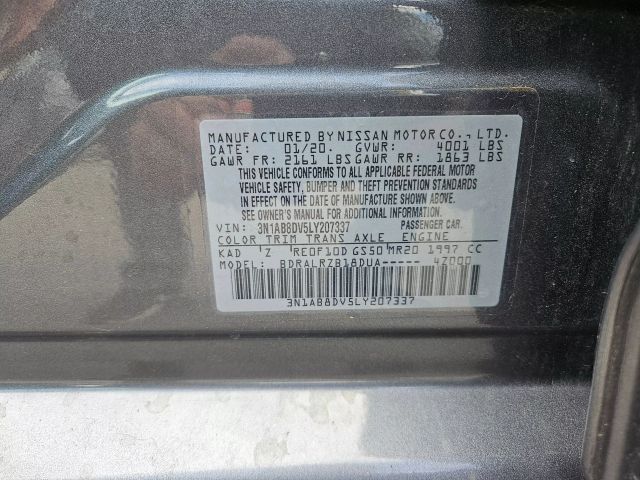 MANUFACTURED BY NISSAN MOTOR CO., LTD.
DATE: 01/20. GVWR: 4001 LBS
GAWR FR: 2161 LBS GAWR RR: 1863 LBS
THIS VEHICLE CONFORMS TO ALL APPLICABLE FEDERAL MOTOR
VEHICLE SAFETY, BUMPER AND THEFT PREVENTION STANDARDS
IN EFFECT ON THE DATE OF MANUFACTURE SHOWN ABOVE.
SEE OWNER'S MANUAL FOR ADDITIONAL INFORMATION.
VIN: 3N1AB8DV5LY207337 PASSENGER CAR.
COLOR TRIM TRANS AXLE ENGINE
KAD 'Z 'RE0F10D GS50'MR20 1997 CC
MODEL: BDRALRZB18DUA----- 4Z000
3N1AB8DV5LY207337